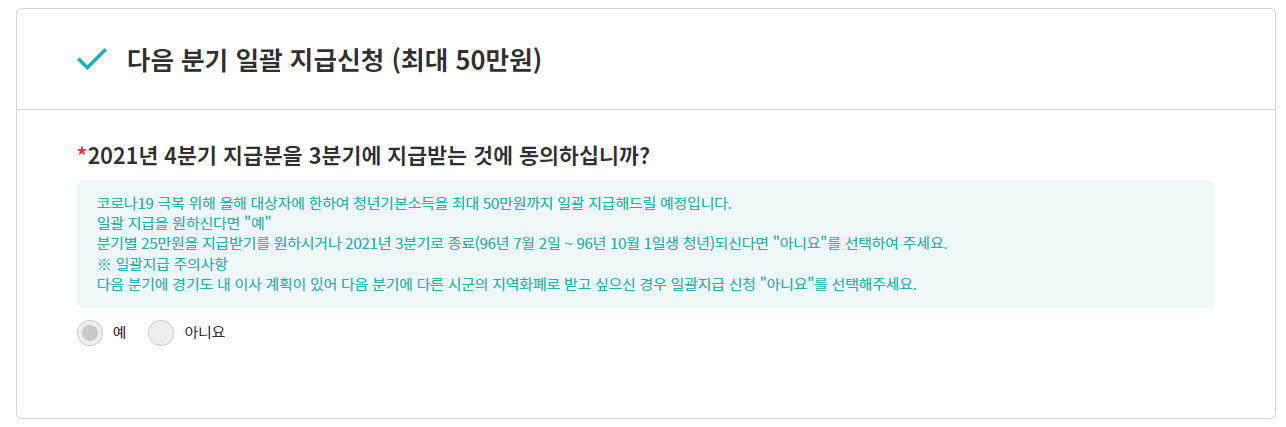 다음 분기 일괄 지급신청 (최대 50만원)
*2021년 4분기 지급분을 3분기에 지급받는 것에 동의하십니까?
코로나19 극복 위해 올해 대상자에 한하여 청년기본소득을 최대 50만원까지 일괄 지급해드릴 예정입니다.
일괄 지급을 원하신다면 "예"
분기별 25만원을 지급받기를 원하시거나 2021년 3분기로 종료(96년 7월 2일 ~ 96년 10월 1일생 청년)되신다면 "아니요"를 선택하여 주세요.
※ 일괄지급 주의사항
다음 분기에 경기도 내 이사 계획이 있어 다음 분기에 다른 시군의 지역화폐로 받고 싶으신 경우 일괄지급 신청 "아니요"를 선택해주세요.
예 아니요